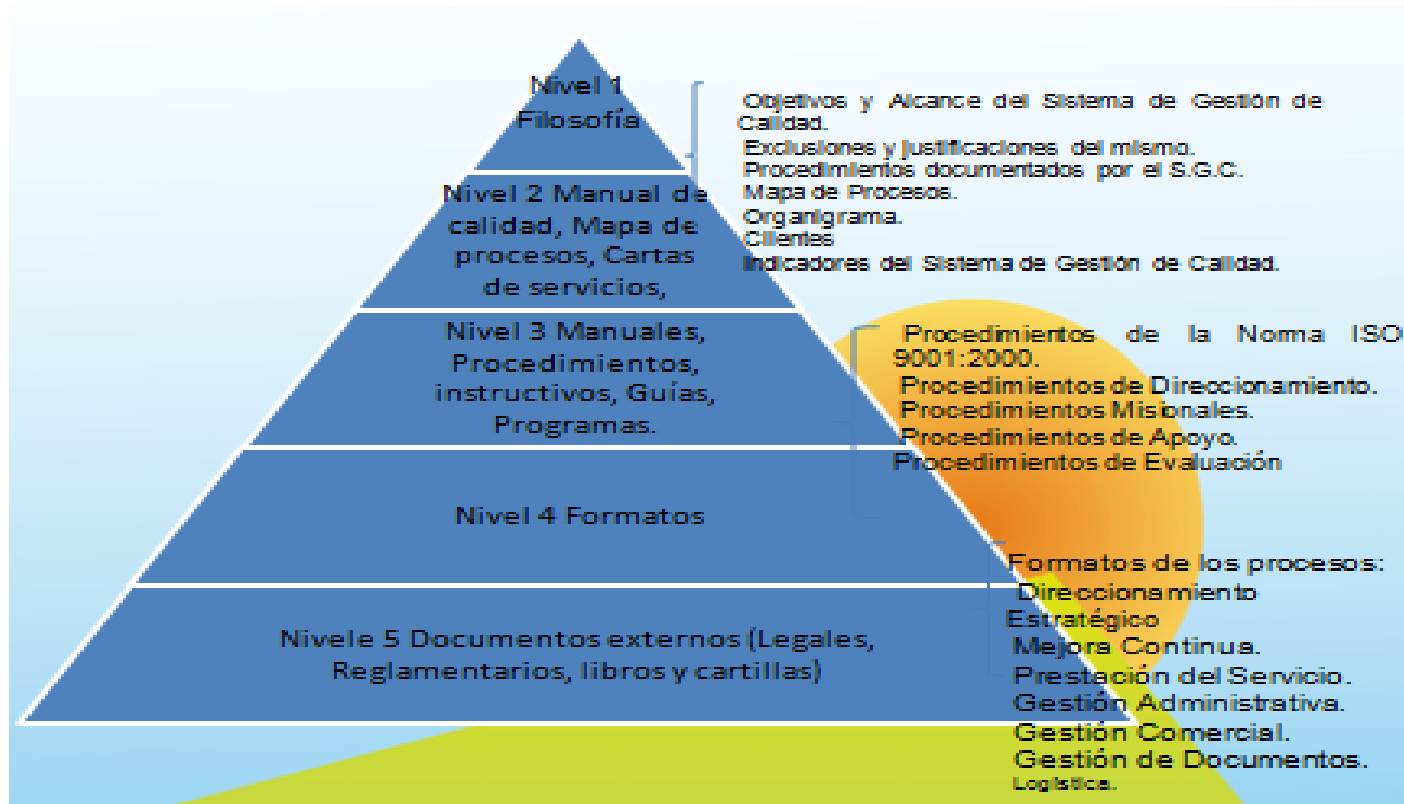 Nivel 1
Filosofía
Objetivos y Alcance del Sistema de Gestión de
Calidad.
Exclusiones y justificaciones del mismo.
Procedimientos documentados por el S.G.C.
Mapa de Procesos.
Organigrama.
Clientes
Indicadores del Sistema de Gestión de Calidad.
Nivel 2 Manual de
calidad, Mapa de
procesos, Cartas
de servicios,
Nivel 3 Manuales,
Procedimientos,
instructivos, Guías,
Programas.
Procedimientos de la Norma ISO
9001:2000.
Procedimientos de Direccionamiento.
Procedimientos Misionales.
Procedimientos de Apoyo.
Procedimientos de Evaluación
Nivel 4 Formatos
Formatos de los procesos:
Direccionamiento
Estratégico
Mejora Continua.
Prestación del Servicio.
Gestión Administrativa.
Gestión Comercial.
Gestión de Documentos.
Logística.
Nivele 5 Documentos externos (Legales,
Reglamentarios, libros y cartillas)